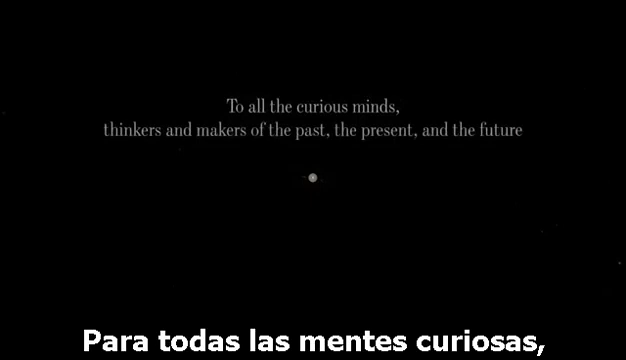 To all the curious minds,
thinkers and makers of the past, the present, and the future
Para todas las mentes curiosas,